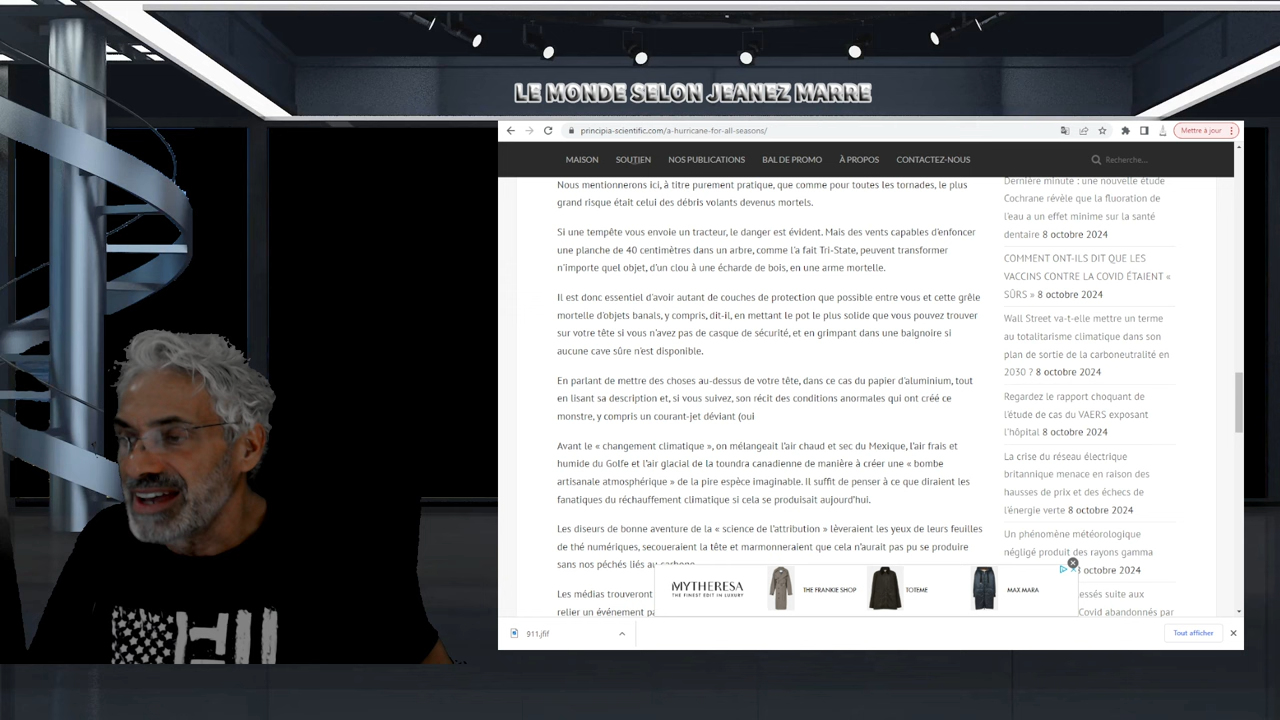 LE MONDE SELON JEANEZ MARRE
principia-scientific.com/a-hurricane-for-all-seasons/
Mettre à jour
MAISON
SOUTIEN
NOS PUBLICATIONS
BAL DE PROMO
À PROPOS
CONTACTEZ-NOUS
Recherche...
Nous mentionnerons ici, à titre purement pratique, que comme pour toutes les tornades, le plus
grand risque était celui des débris volants devenus mortels.
Si une tempête vous envoie un tracteur, le danger est évident. Mais des vents capables d'enfoncer
une planche de 40 centimètres dans un arbre, comme l'a fait Tri-State, peuvent transformer
n'importe quel objet, d'un clou à une écharde de bois, en une arme mortelle.
Il est donc essentiel d'avoir autant de couches de protection que possible entre vous et cette grêle
mortelle d'objets banals, y compris, dit-il, en mettant le pot le plus solide que vous pouvez trouver
sur votre tête si vous n'avez pas de casque de sécurité, et en grimpant dans une baignoire si
aucune cave sûre n'est disponible.
En parlant de mettre des choses au-dessus de votre tête, dans ce cas du papier d'aluminium, tout
en lisant sa description et, si vous suivez, son récit des conditions anormales qui ont créé ce
monstre, y compris un courant-jet déviant (oui
Avant le « changement climatique », on mélangeait l'air chaud et sec du Mexique, l'air frais et
humide du Golfe et l'air glacial de la toundra canadienne de manière à créer une « bombe
artisanale atmosphérique » de la pire espèce imaginable. Il suffit de penser à ce que diraient les
fanatiques du réchauffement climatique si cela se produisait aujourd'hui.
Les diseurs de bonne aventure de la « science de l'attribution » lèveraient les yeux de leurs feuilles
de thé numériques, secoueraient la tête et marmonneraient que cela n'aurait pas pu se produire
sans nos péchés liés au carbone.
Les médias trouveront
relier un événement pa
Dernière minute : une nouvelle étude
Cochrane révèle que la fluoration de
l'eau a un effet minime sur la santé
dentaire 8 octobre 2024
COMMENT ONT-ILS DIT QUE LES
VACCINS CONTRE LA COVID ÉTAIENT «
SÛRS » 8 octobre 2024
Wall Street va-t-elle mettre un terme
au totalitarisme climatique dans son
plan de sortie de la carboneutralité en
2030 ? 8 octobre 2024
Regardez le rapport choquant de
l'étude de cas du VAERS exposant
l'hôpital 8 octobre 2024
La crise du réseau électrique
britannique menace en raison des
hausses de prix et des échecs de
l'énergie verte 8 octobre 2024
Un phénomène météorologique
négligé produit des rayons gamma
octobre 2024
essés suite aux
Covid abandonnés par
MYTHERESA
THE FINEST EDIT IN LUXURY
THE FRANKIE SHOP
TOTEME
MAX MARA
911.jfif
Tout afficher